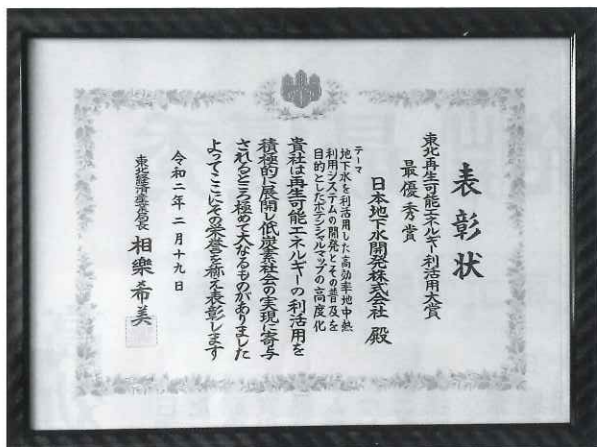 表彰状
東北再生可能エネルギー利活用大賞
最優秀賞
日本地下水開発株式会社 殿
テーマ
地下水を利活用した高効率地中熱
利用システムの開発とその普及を
目的としたポテンシャルマップの高度化
貴社は再生可能エネルギーの利活用を
積極的に展開し低炭素社会の実現に寄与
されるところ極めて大なるものがありました
よってここにその栄誉を称え表彰します
令和二年二月十九日
東北経済産業局長 相樂希美